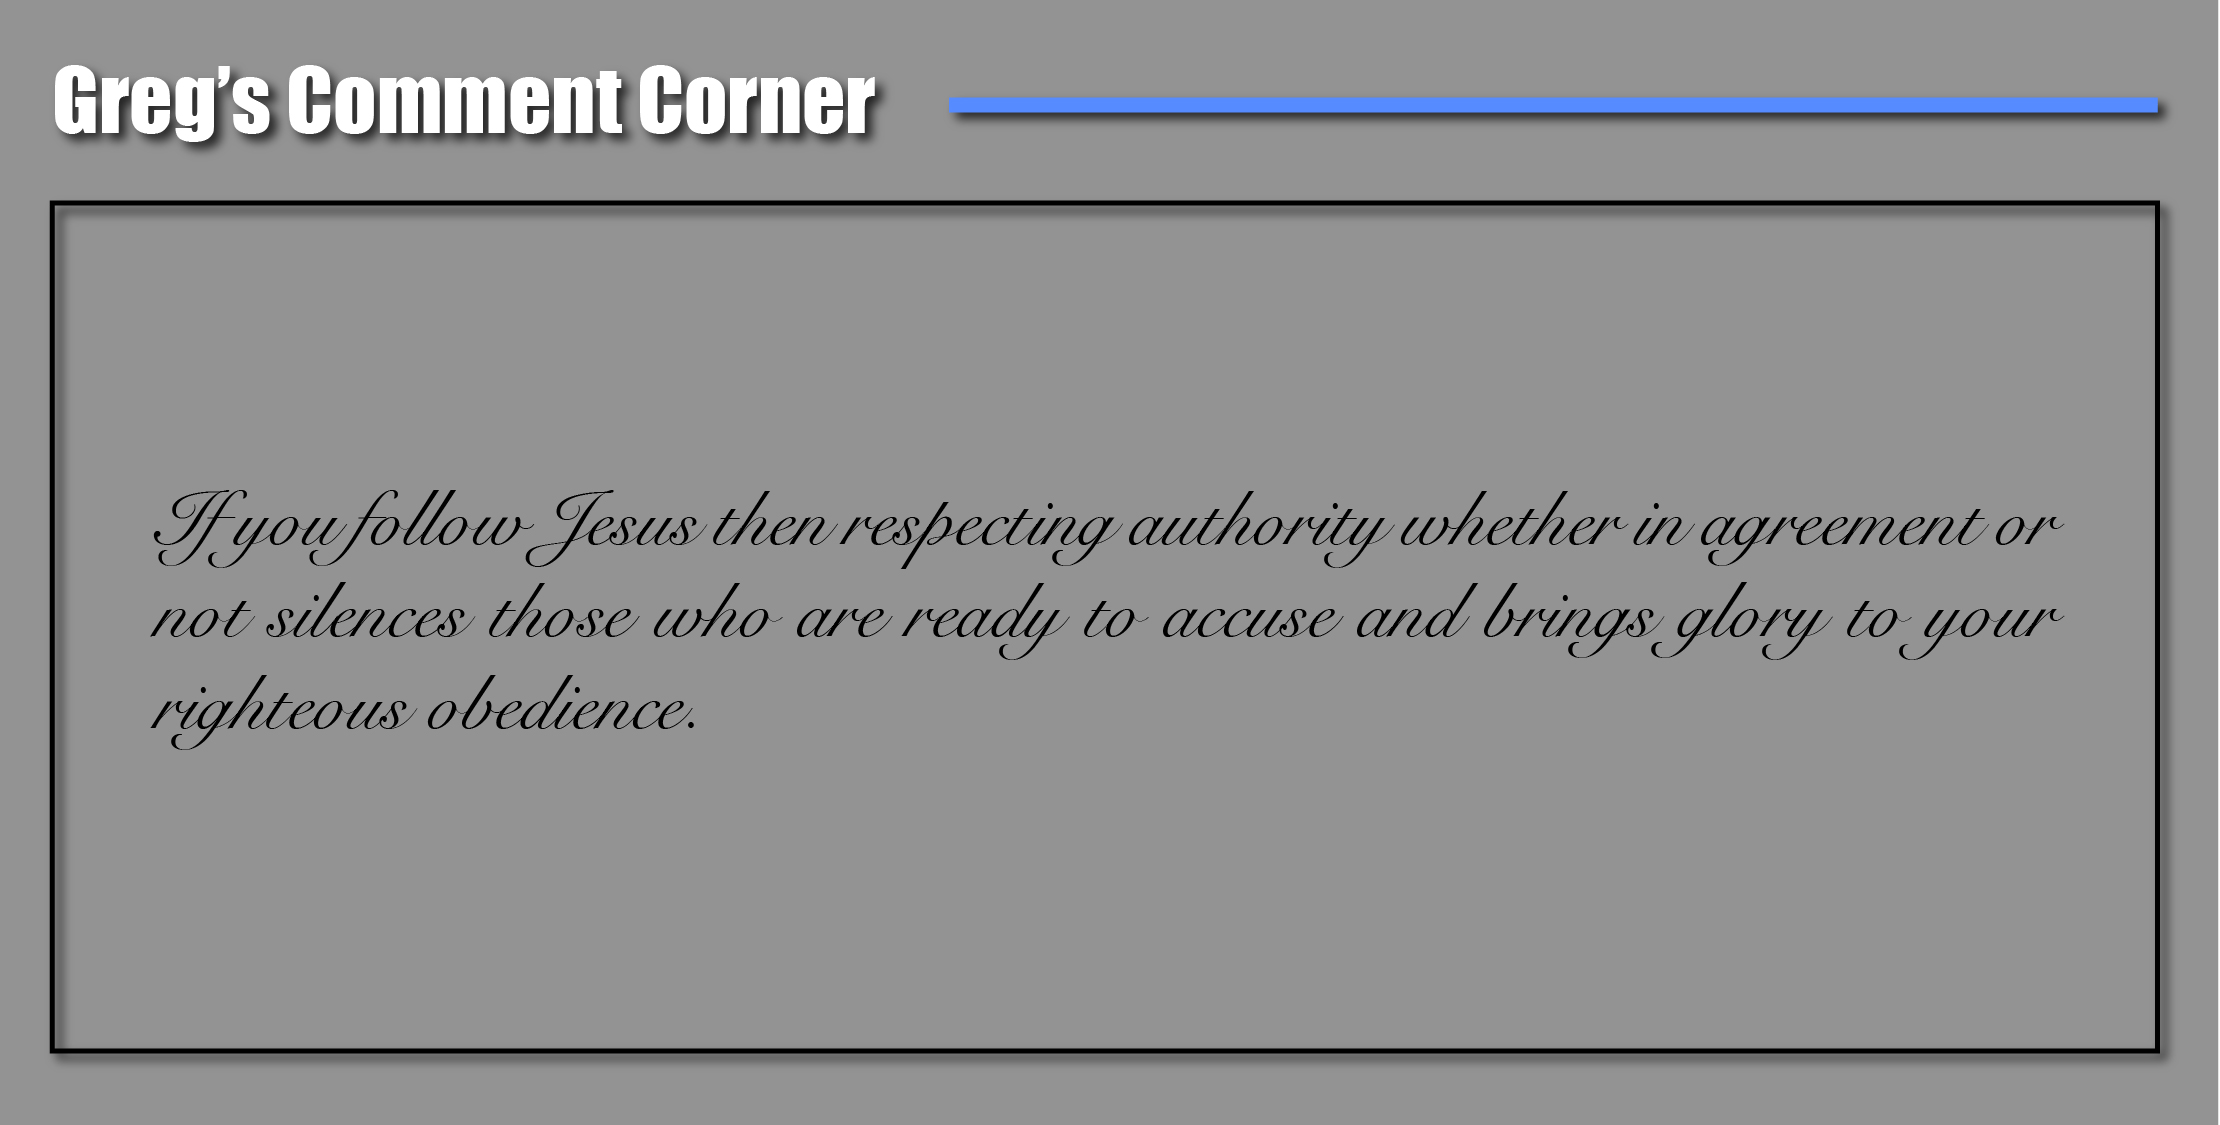 Greg’s Comment Corner
If you follow Jesus then respecting authority whether in agreement or
not silences those who are ready to accuse and brings glory to your
righteous obedience.